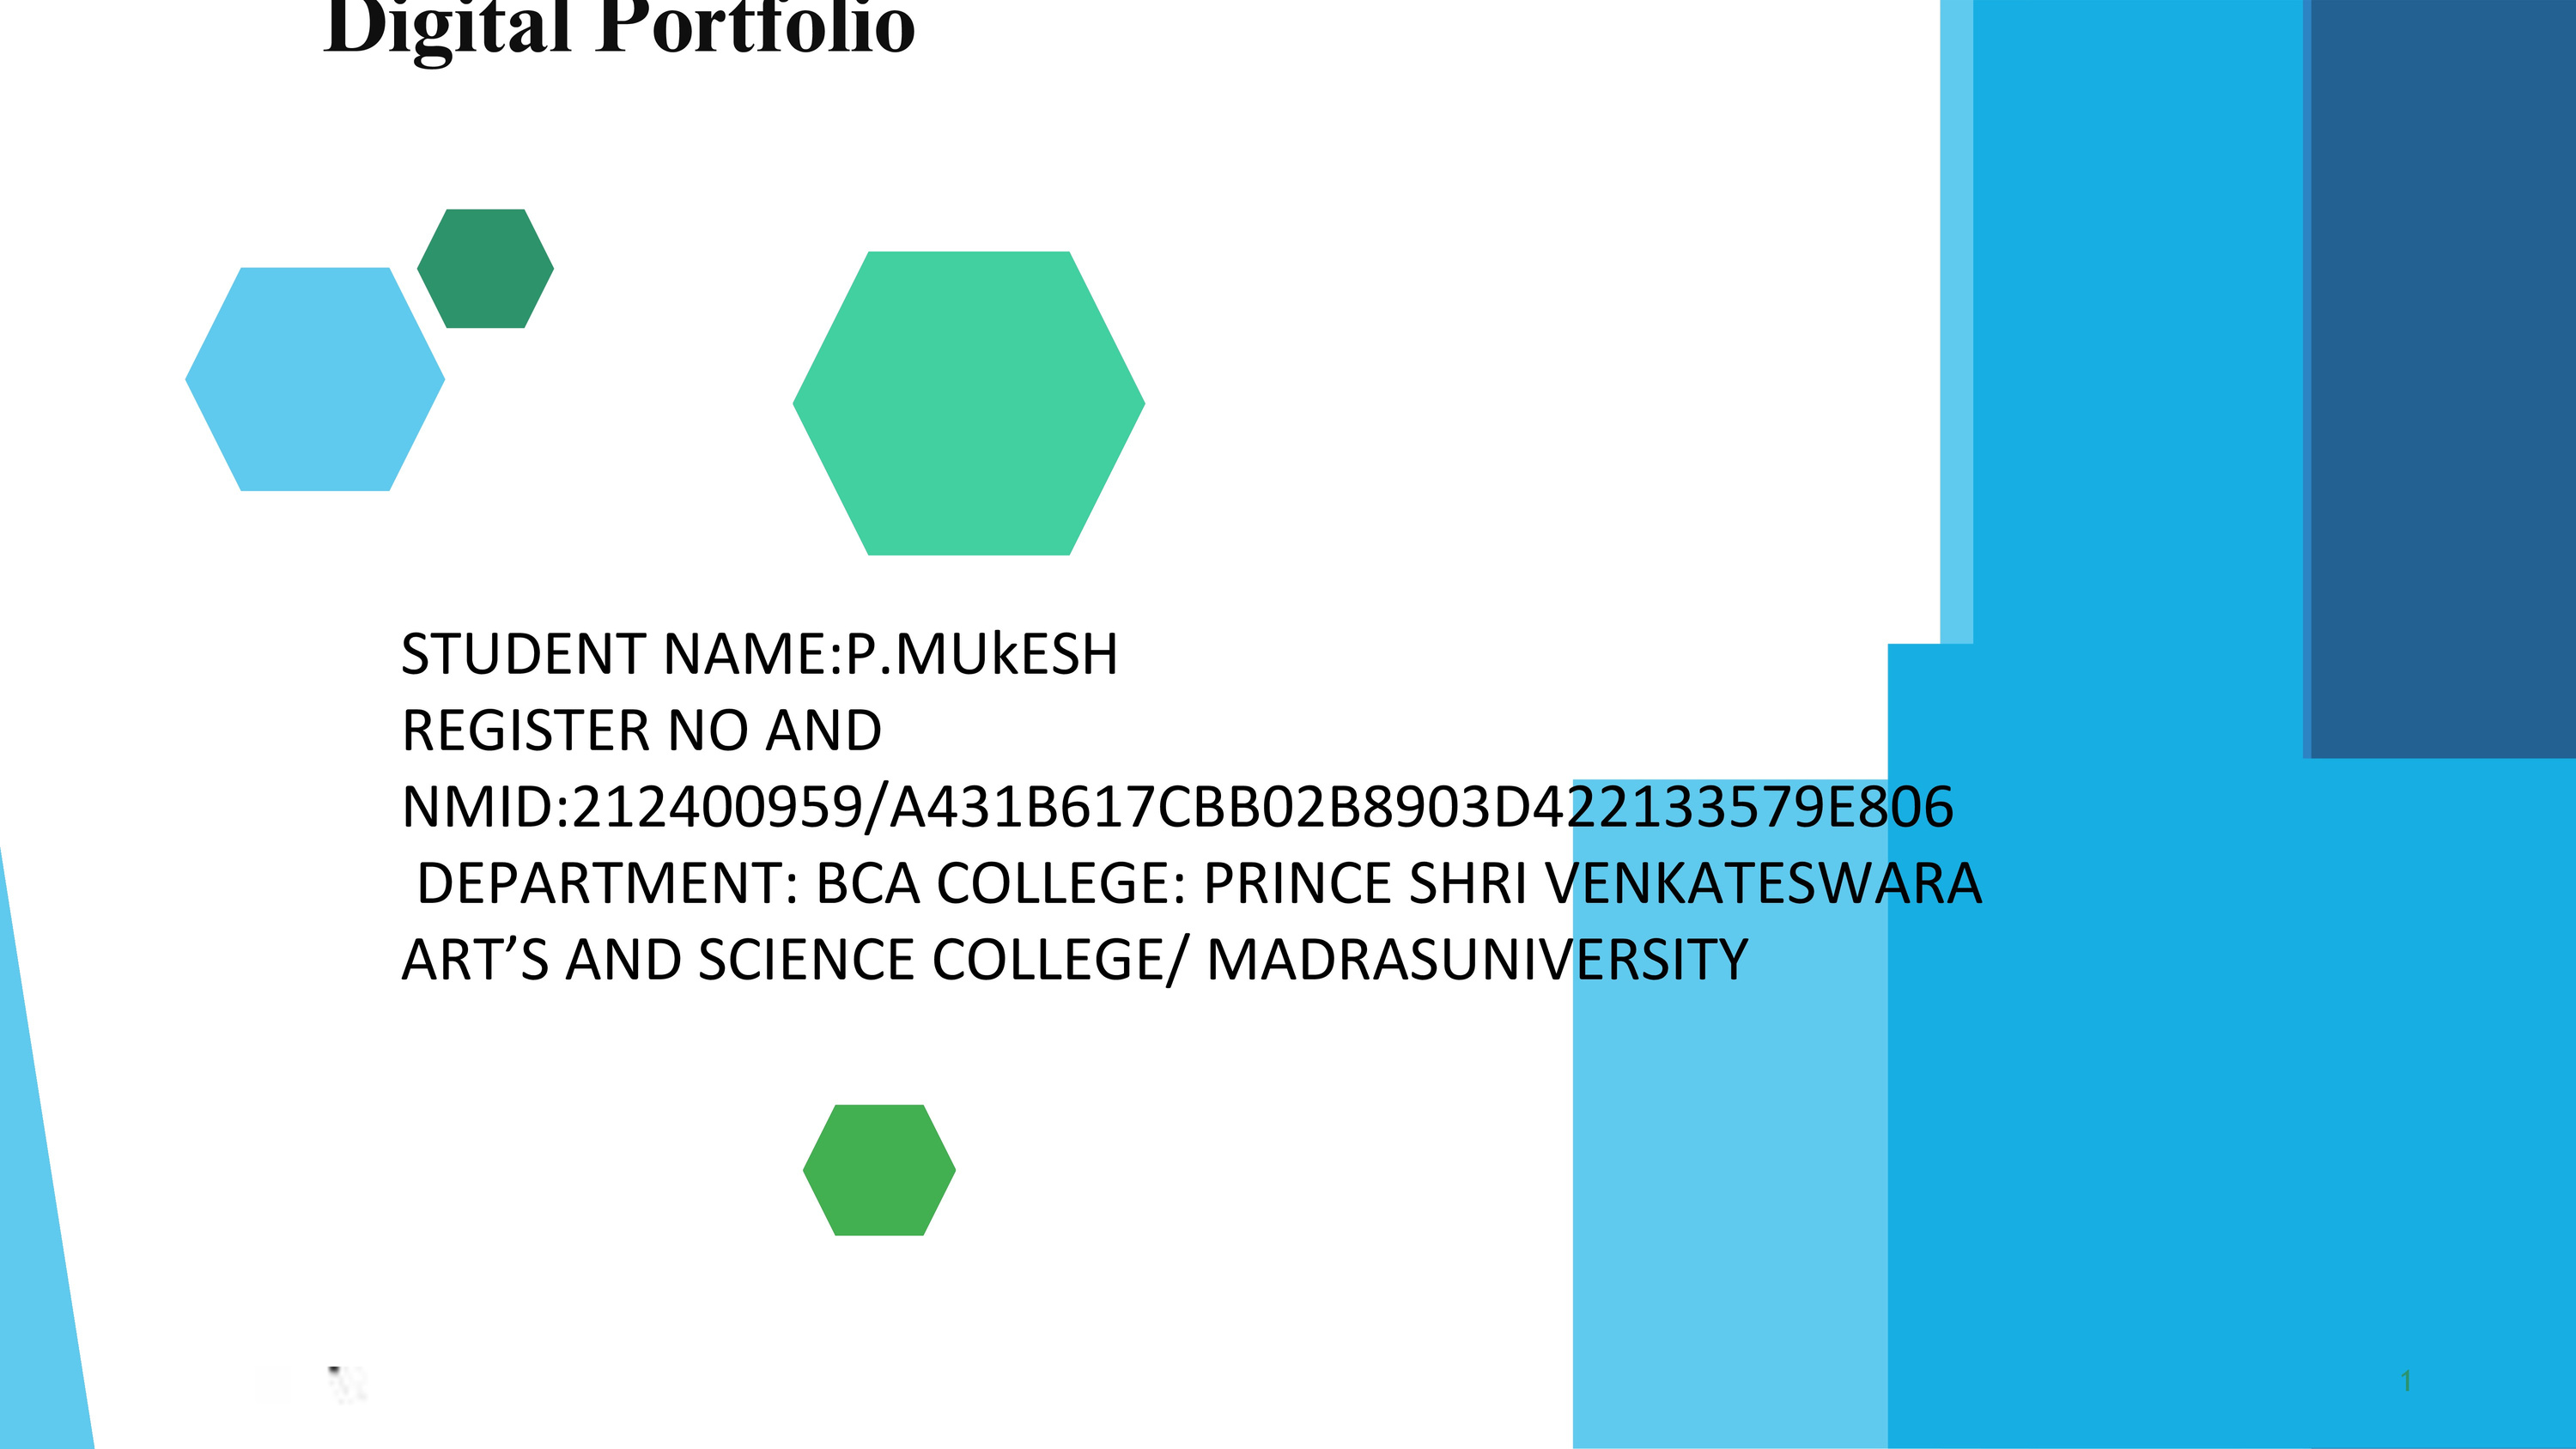 Digital Portfolio
STUDENT NAME:P.MUkESH
REGISTER NO AND
NMID:212400959/A431B617CBB02B8903D422133579E806
DEPARTMENT: BCA COLLEGE: PRINCE SHRI VENKATESWARA
ART’S AND SCIENCE COLLEGE/ MADRASUNIVERSITY
1